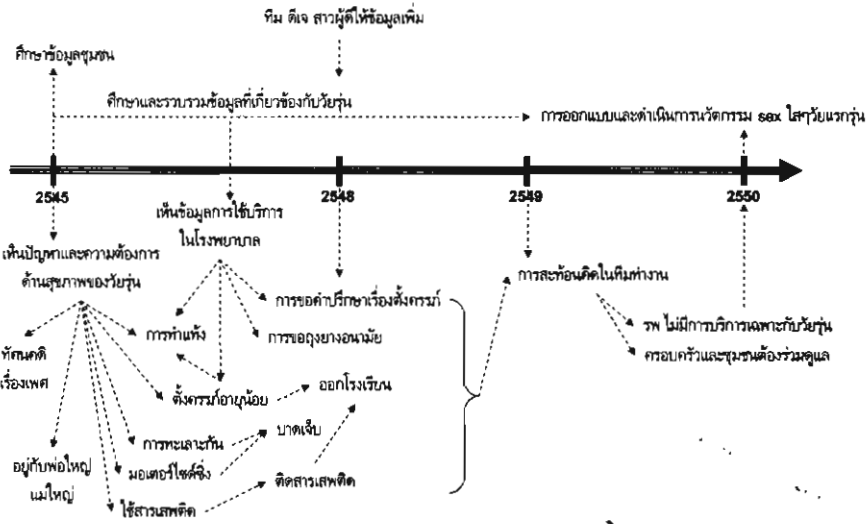 ทีม ดีเจ สาวผู้ดีให้ข้อมูลเพิ่ม
ศึกษาข้อมูลชุมชน
ศึกษาและรวบรวมข้อมูลที่เกี่ยวข้องกับวัยรุ่น
การออกแบบและดำเนินการนวัตกรรม sex ใสๆวัยแรกรุ่น
2545
2548
2549
2550
เห็นข้อมูลการใช้บริการ
ในโรงพยาบาล
เห็นปัญหาและความต้องการ
ด้านสุขภาพของวัยรุ่น
การสะท้อนคิดในทีมทำงาน
การขอคำปรึกษาเรื่องตั้งครรภ์
การทำแท้ง
การขอถุงยางอนามัย
รพ ไม่มีการบริการเฉพาะกับวัยรุ่น
ครอบครัวและชุมชนต้องร่วมดูแล
ทัศนคติ
เรื่องเพศ
ตั้งครรภ์อายุน้อย
ออกโรงเรียน
การทะเลาะกัน
บาดเจ็บ
อยู่กับพ่อใหญ่
แม่ใหญ่
มอเตอร์ไซค์ซิ่ง
ติดสารเสพติด
ใช้สารเสพติด